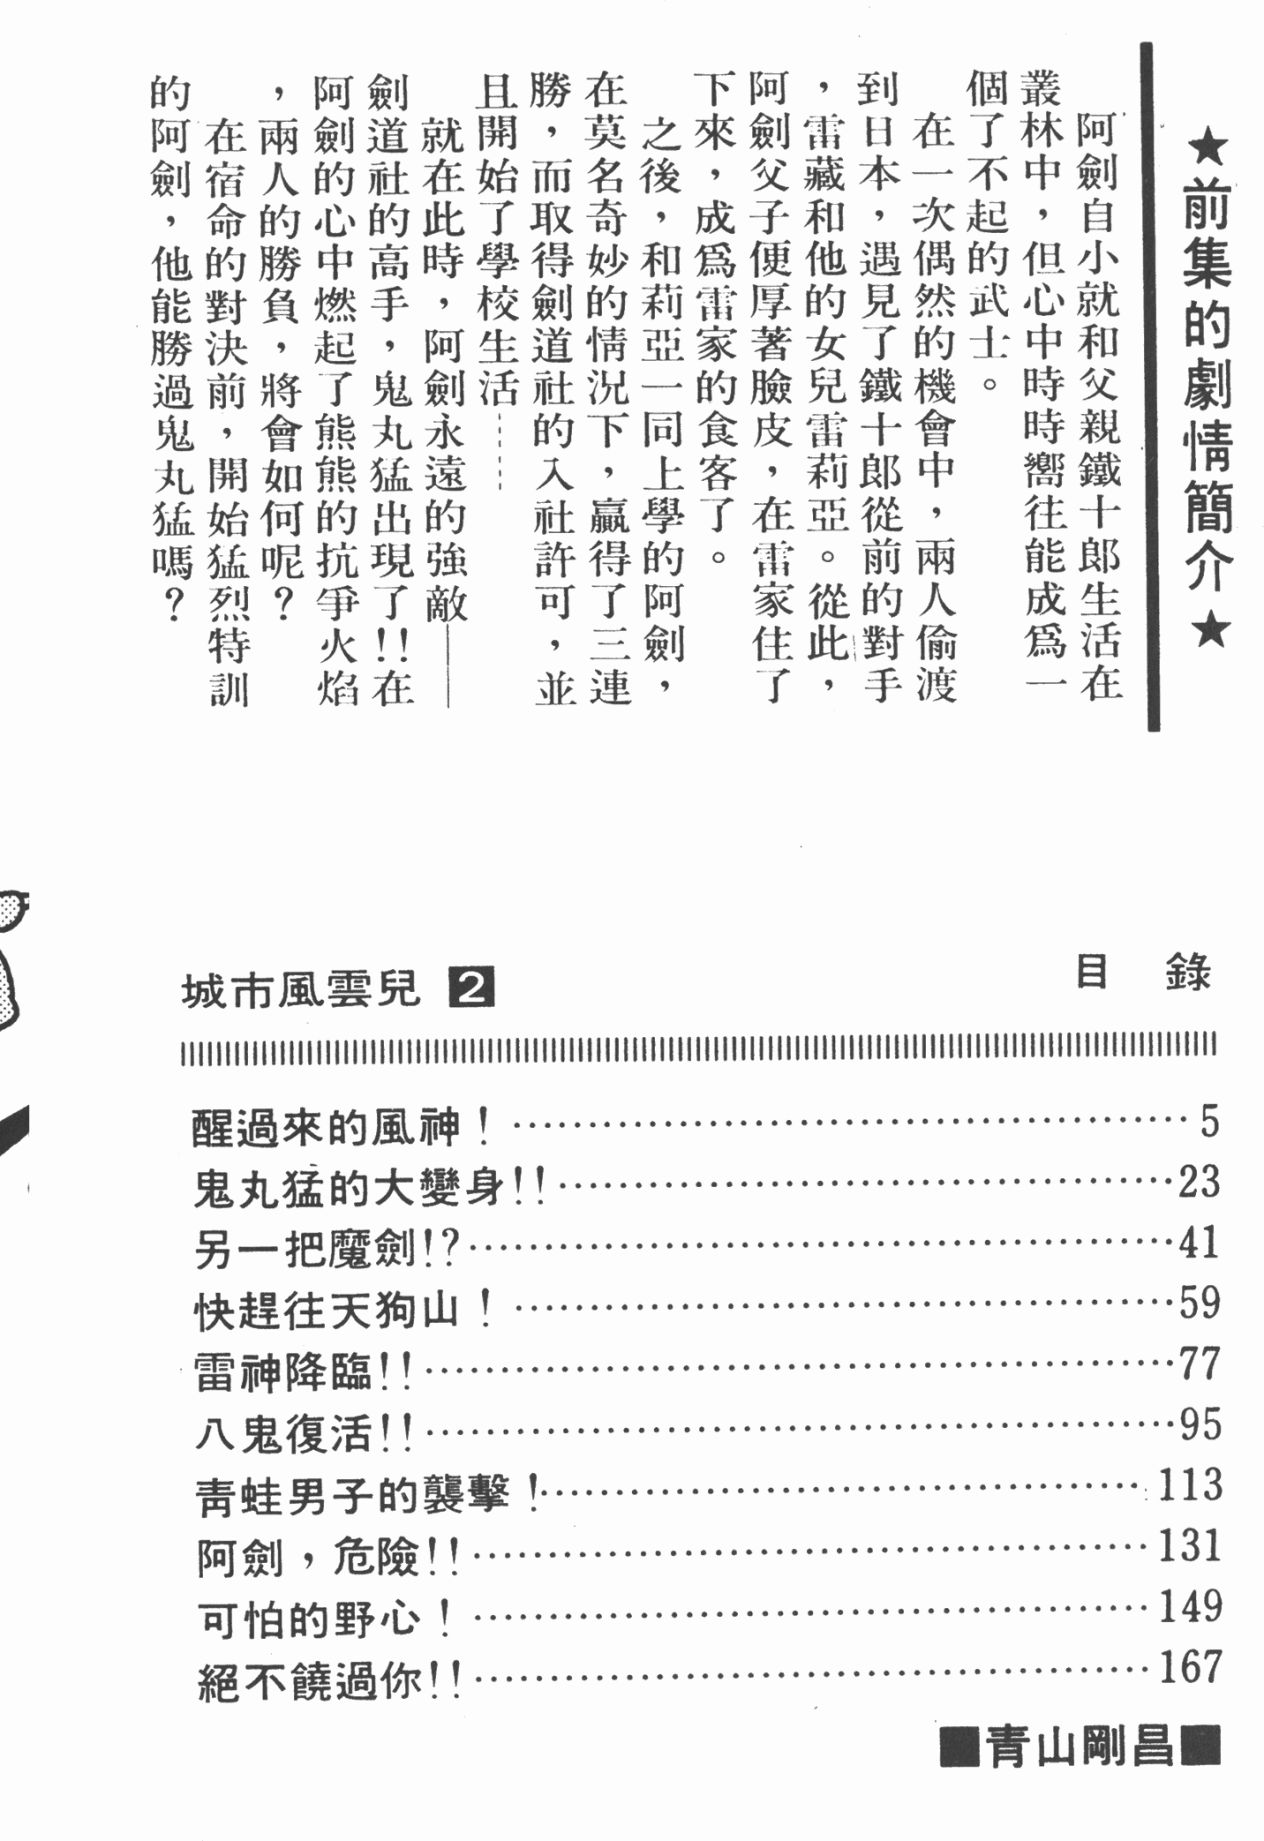 ★前集的劇情簡介★
阿劍自小就和父親鐵十郎生活在
叢林中，但心中時時嚮往能成爲一
個了不起的武士。
在一次偶然的機會中，兩人偷渡
到日本，遇見了鐵十郎從前的對手
，雷藏和他的女兒雷莉亞。從此，
阿劍父子便厚著臉皮，在雷家住了
下來，成爲雷家的食客了。
之後，和莉亞一同上學的阿劍，
在莫名奇妙的情況下，贏得了三連
勝，而取得劍道社的入社許可，並
且開始了學校生活……
就在此時，阿劍永遠的強敵——
劍道社的高手，鬼丸猛出現了!!在
阿劍的心中燃起了熊熊的抗爭火焰
，兩人的勝負，將會如何呢？
在宿命的對決前，開始猛烈特訓
的阿劍，他能勝過鬼丸猛嗎？
城市風雲兒 2
目 錄
醒過來的風神！……5
鬼丸猛的大變身!!……23
另一把魔劍!?……41
快趕往天狗山！……59
雷神降臨!!……77
八鬼復活!!……95
青蛙男子的襲擊！……113
阿劍，危險!!……131
可怕的野心！……149
絕不饒過你!!……167
■青山剛昌■